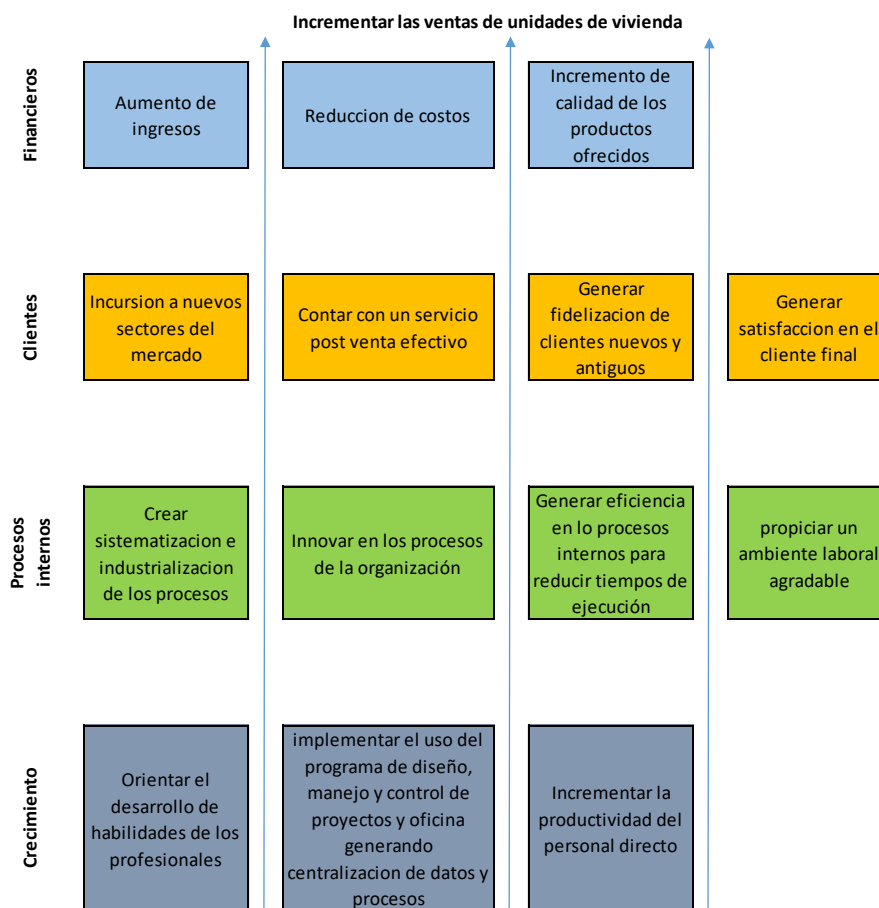 Incrementar las ventas de unidades de vivienda
Financieros
Aumento de
ingresos
Reduccion de costos
Incremento de
calidad de los
productos
ofrecidos
Clientes
Incursion a nuevos
sectores del
mercado
Contar con un servicio
post venta efectivo
Generar
fidelizacion de
clientes nuevos y
antiguos
Generar
satisfaccion en el
cliente final
Procesos
internos
Crear
sistematizacion e
industrializacion
de los procesos
Innovar en los procesos
de la organización
Generar eficiencia
en lo procesos
internos para
reducir tiempos de
ejecución
propiciar un
ambiente laboral
agradable
Crecimiento
Orientar el
desarrollo de
habilidades de los
profesionales
implementar el uso del
programa de diseño,
manejo y control de
proyectos y oficina
generando
centralizacion de datos y
procesos
Incrementar la
productividad del
personal directo